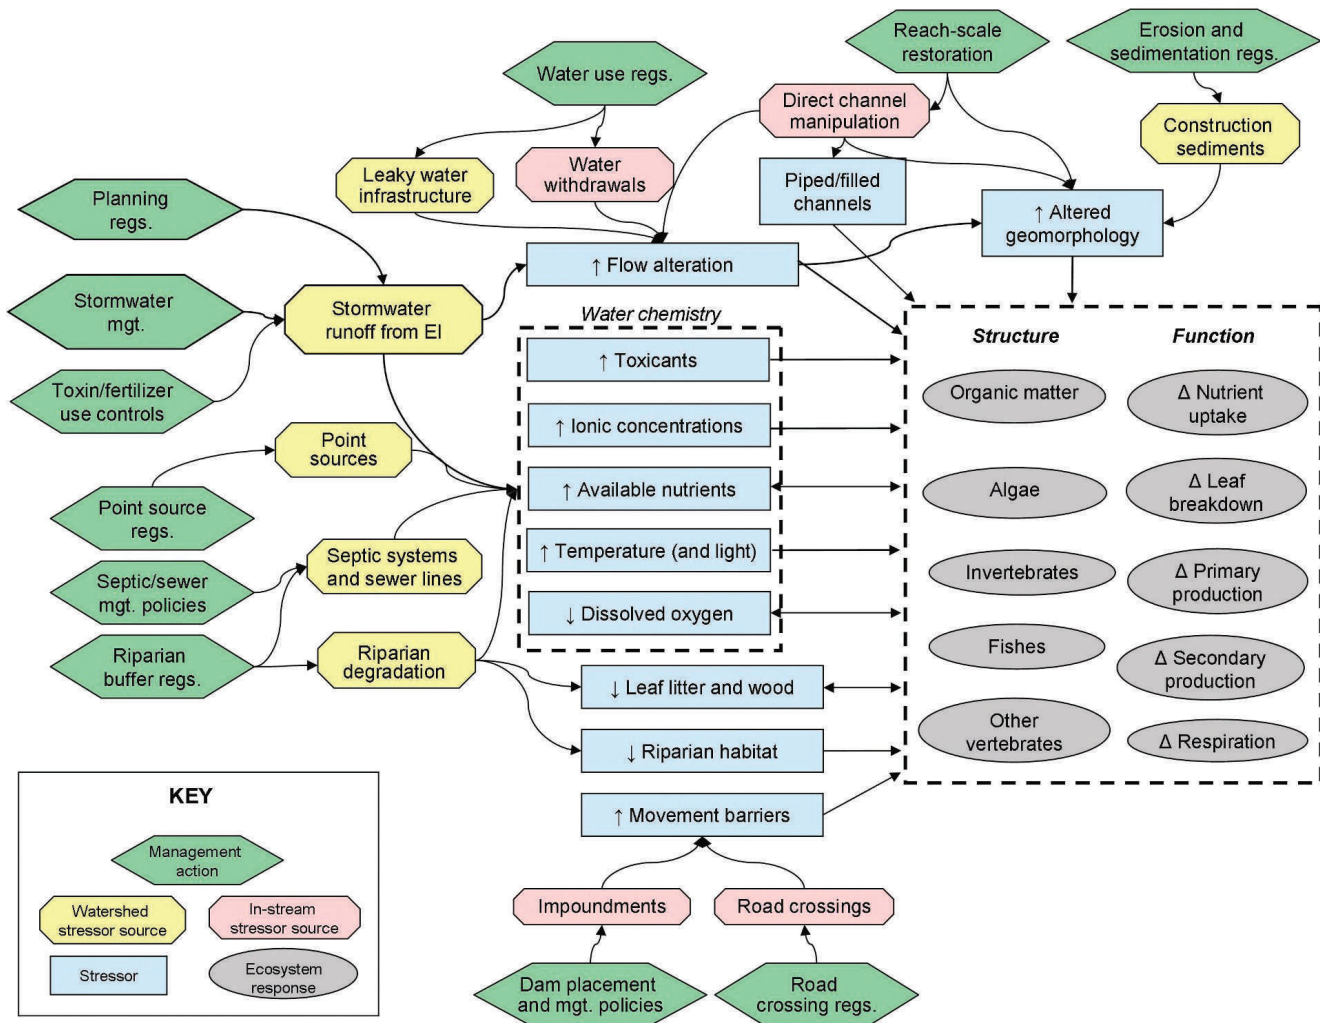 Reach-scale
restoration
Erosion and
sedimentation regs.
Water use regs.
Direct channel
manipulation
Construction
sediments
Leaky water
infrastructure
Water
withdrawals
Piped/filled
channels
Planning
regs.
↑ Altered
geomorphology
↑ Flow alteration
Stormwater
mgt.
Stormwater
runoff from EI
Water chemistry
Structure
Function
↑ Toxicants
Toxin/fertilizer
use controls
Organic matter
Δ Nutrient
uptake
↑ Ionic concentrations
Point
sources
↑ Available nutrients
Algae
Δ Leaf
breakdown
Point source
regs.
↑ Temperature (and light)
Septic systems
and sewer lines
Invertebrates
Δ Primary
production
Septic/sewer
mgt. policies
↓ Dissolved oxygen
Fishes
Δ Secondary
production
Riparian
buffer regs.
Riparian
degradation
↓ Leaf litter and wood
Other
vertebrates
Δ Respiration
↓ Riparian habitat
KEY
↑ Movement barriers
Management
action
Watershed
stressor source
In-stream
stressor source
Impoundments
Road crossings
Stressor
Ecosystem
response
Dam placement
and mgt. policies
Road
crossing regs.